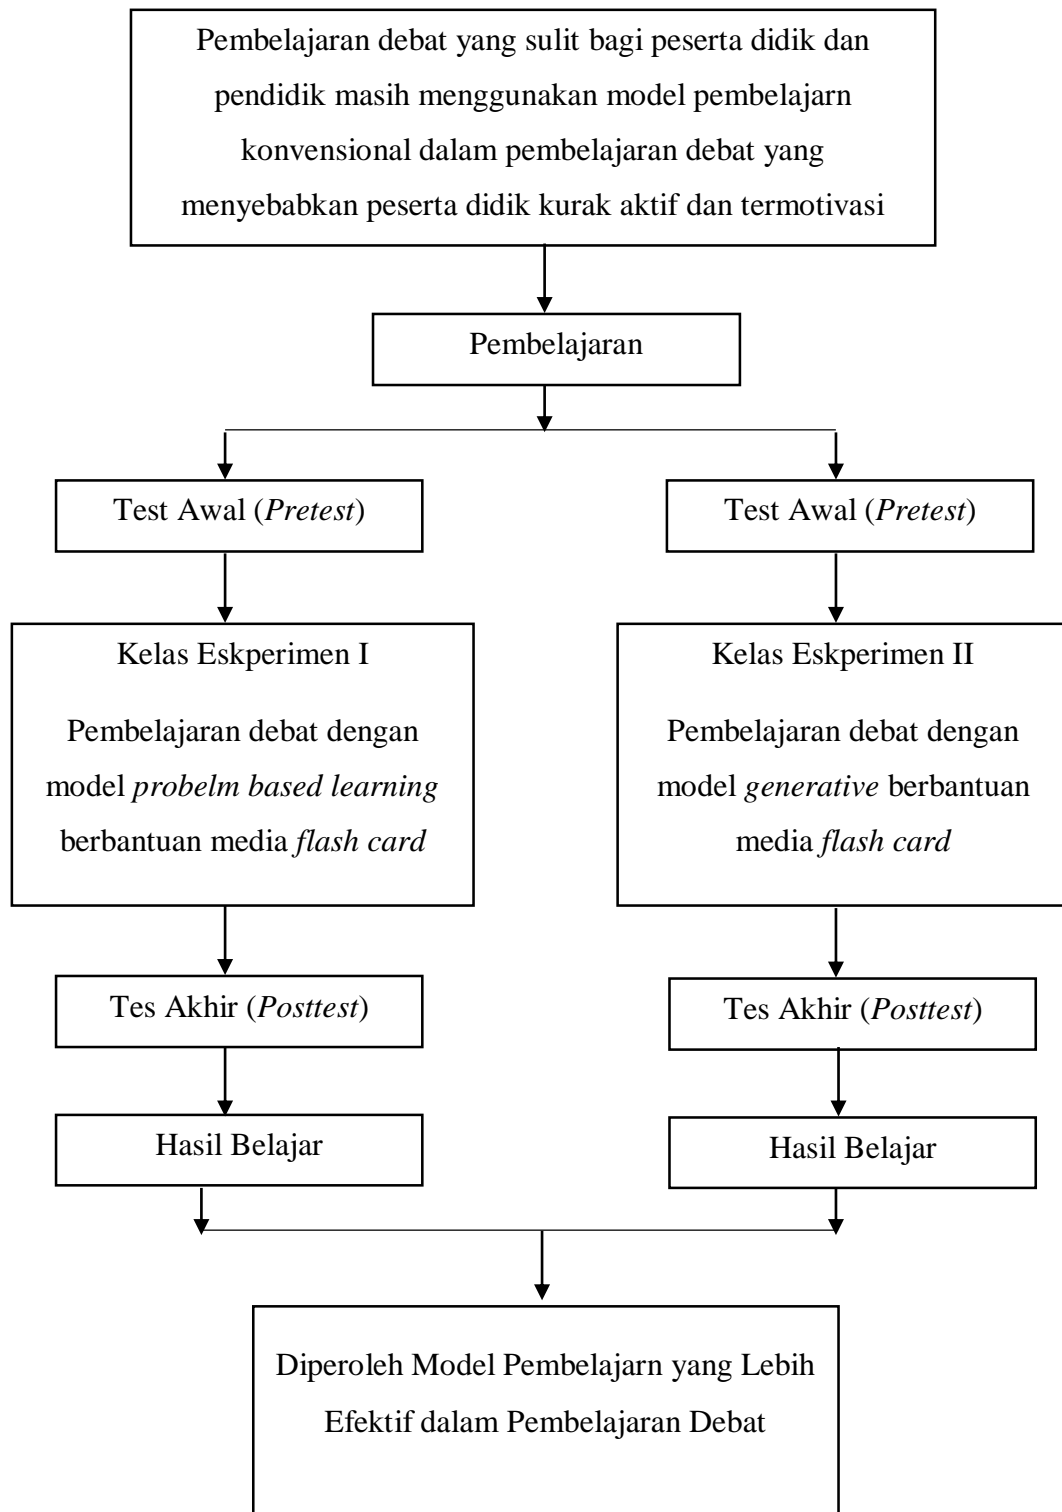 Pembelajaran debat yang sulit bagi peserta didik dan
pendidik masih menggunakan model pembelajarn
konvensional dalam pembelajaran debat yang
menyebabkan peserta didik kurak aktif dan termotivasi
Pembelajaran
Test Awal (Pretest)
Test Awal (Pretest)
Kelas Eskperimen I
Pembelajaran debat dengan
model probelm based learning
berbantuan media flash card
Kelas Eskperimen II
Pembelajaran debat dengan
model generative berbantuan
media flash card
Tes Akhir (Posttest)
Tes Akhir (Posttest)
Hasil Belajar
Hasil Belajar
Diperoleh Model Pembelajarn yang Lebih
Efektif dalam Pembelajaran Debat